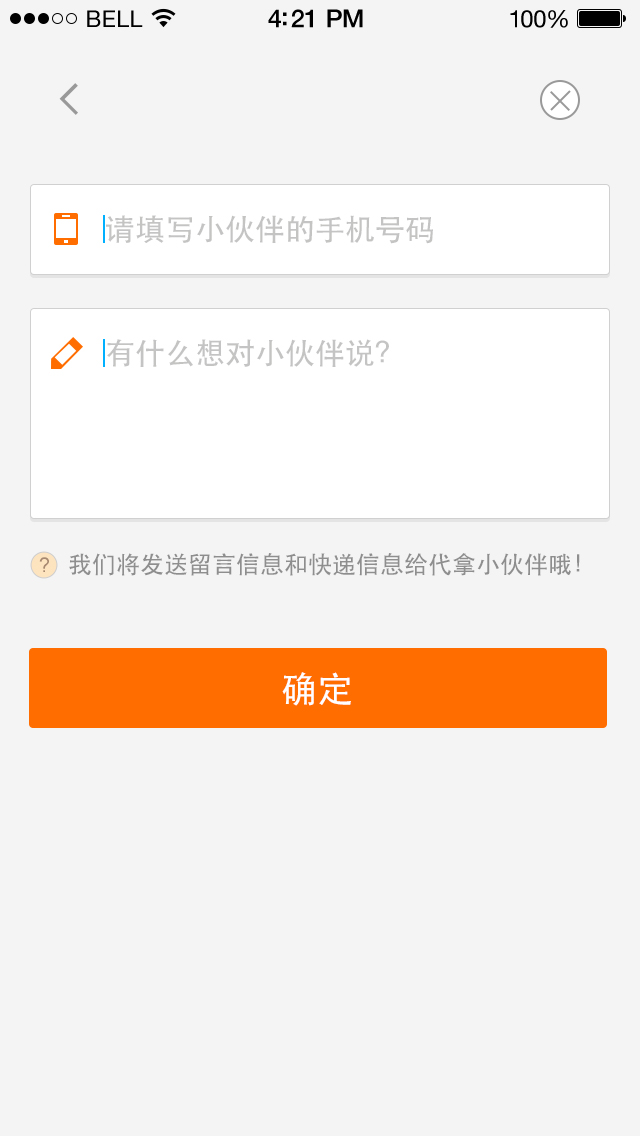 BELL 4:21 PM 100%
请填写小伙伴的手机号码
有什么想对小伙伴说?
? 我们将发送留言信息和快递信息给代拿小伙伴哦!
确定